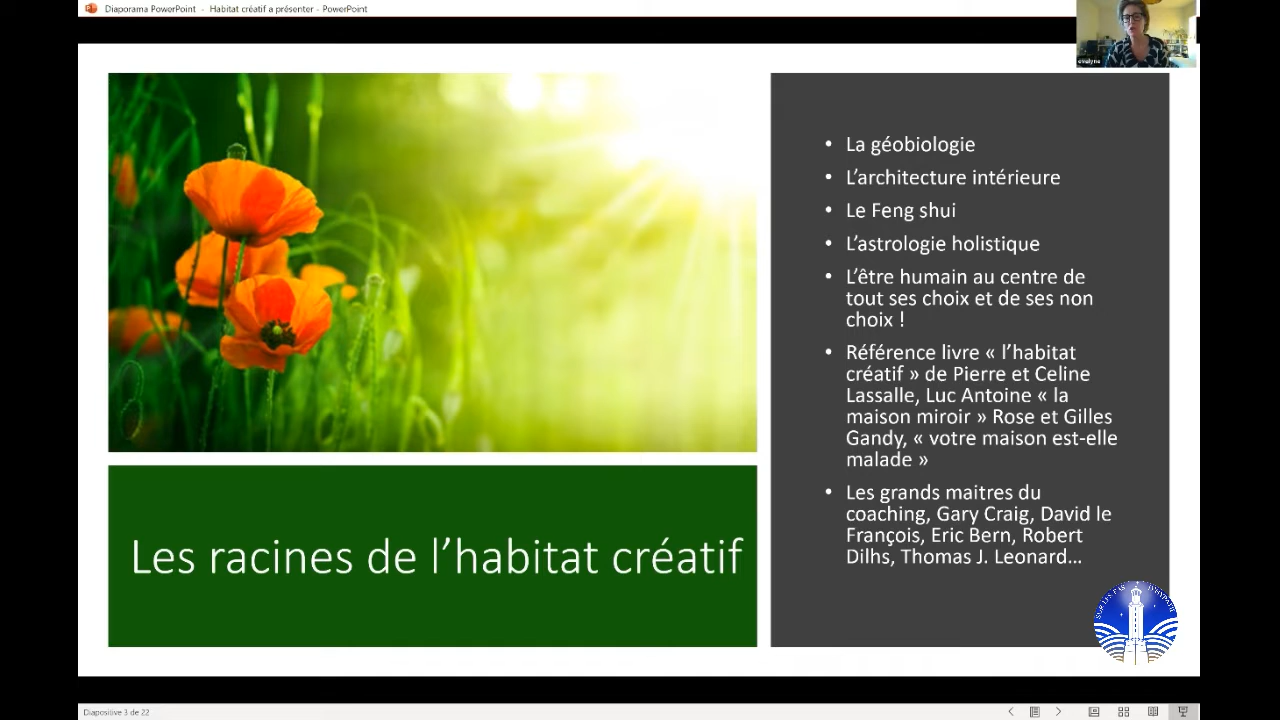 Diaporama PowerPoint - Habitat créatif a présenter - PowerPoint
evelyne
• La géobiologie
• L'architecture intérieure
• Le Feng shui
• L'astrologie holistique
• L'être humain au centre de
tout ses choix et de ses non
choix !
• Référence livre « l'habitat
créatif » de Pierre et Celine
Lassalle, Luc Antoine « la
maison miroir » Rose et Gilles
Gandy, « votre maison est-elle
malade »
• Les grands maitres du
coaching, Gary Craig, David le
François, Eric Bern, Robert
Dilhs, Thomas J. Leonard...
Les racines de l'habitat créatif
SUR LES PAS
Diapositive 3 de 22